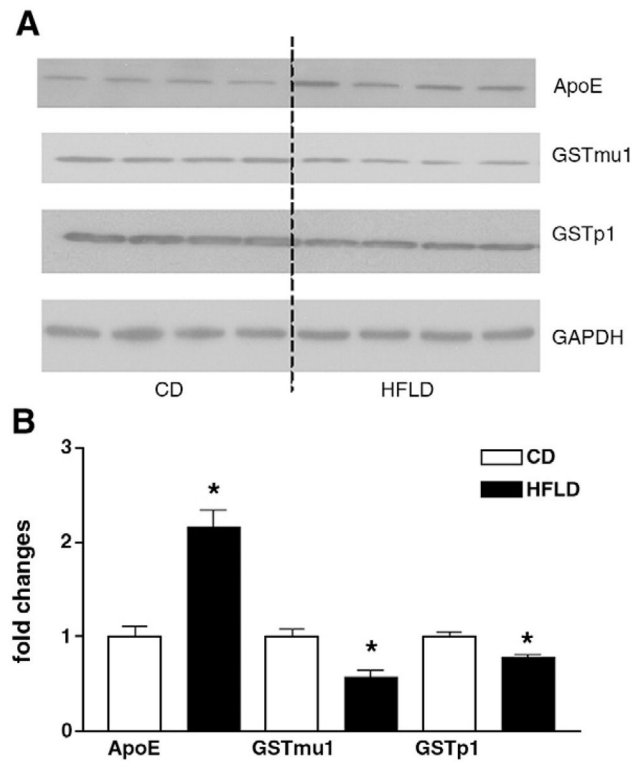 A
ApoE
GSTmu1
GSTp1
GAPDH
CD HFLD
B
3
2
1
0
fold changes
CD
HFLD
*
*
*
ApoE GSTmu1 GSTp1